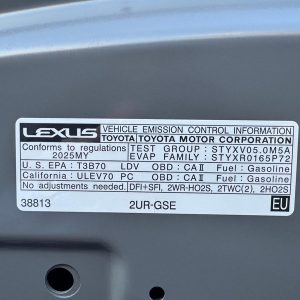 LEXUS VEHICLE EMISSION CONTROL INFORMATION
TOYOTA TOYOTA MOTOR CORPORATION
Conforms to regulations TEST GROUP: STYXV05.0M5A
2025MY EVAP FAMILY: STYXR0165P72
U.S. EPA : T3B70 LDV OBD : CAII Fuel : Gasoline
California: ULEV70 PC OBD : CAII Fuel : Gasoline
No adjustments needed. DFI+SFI, 2WR-HO2S, 2TWC(2), 2HO2S
38813 2UR-GSE EU